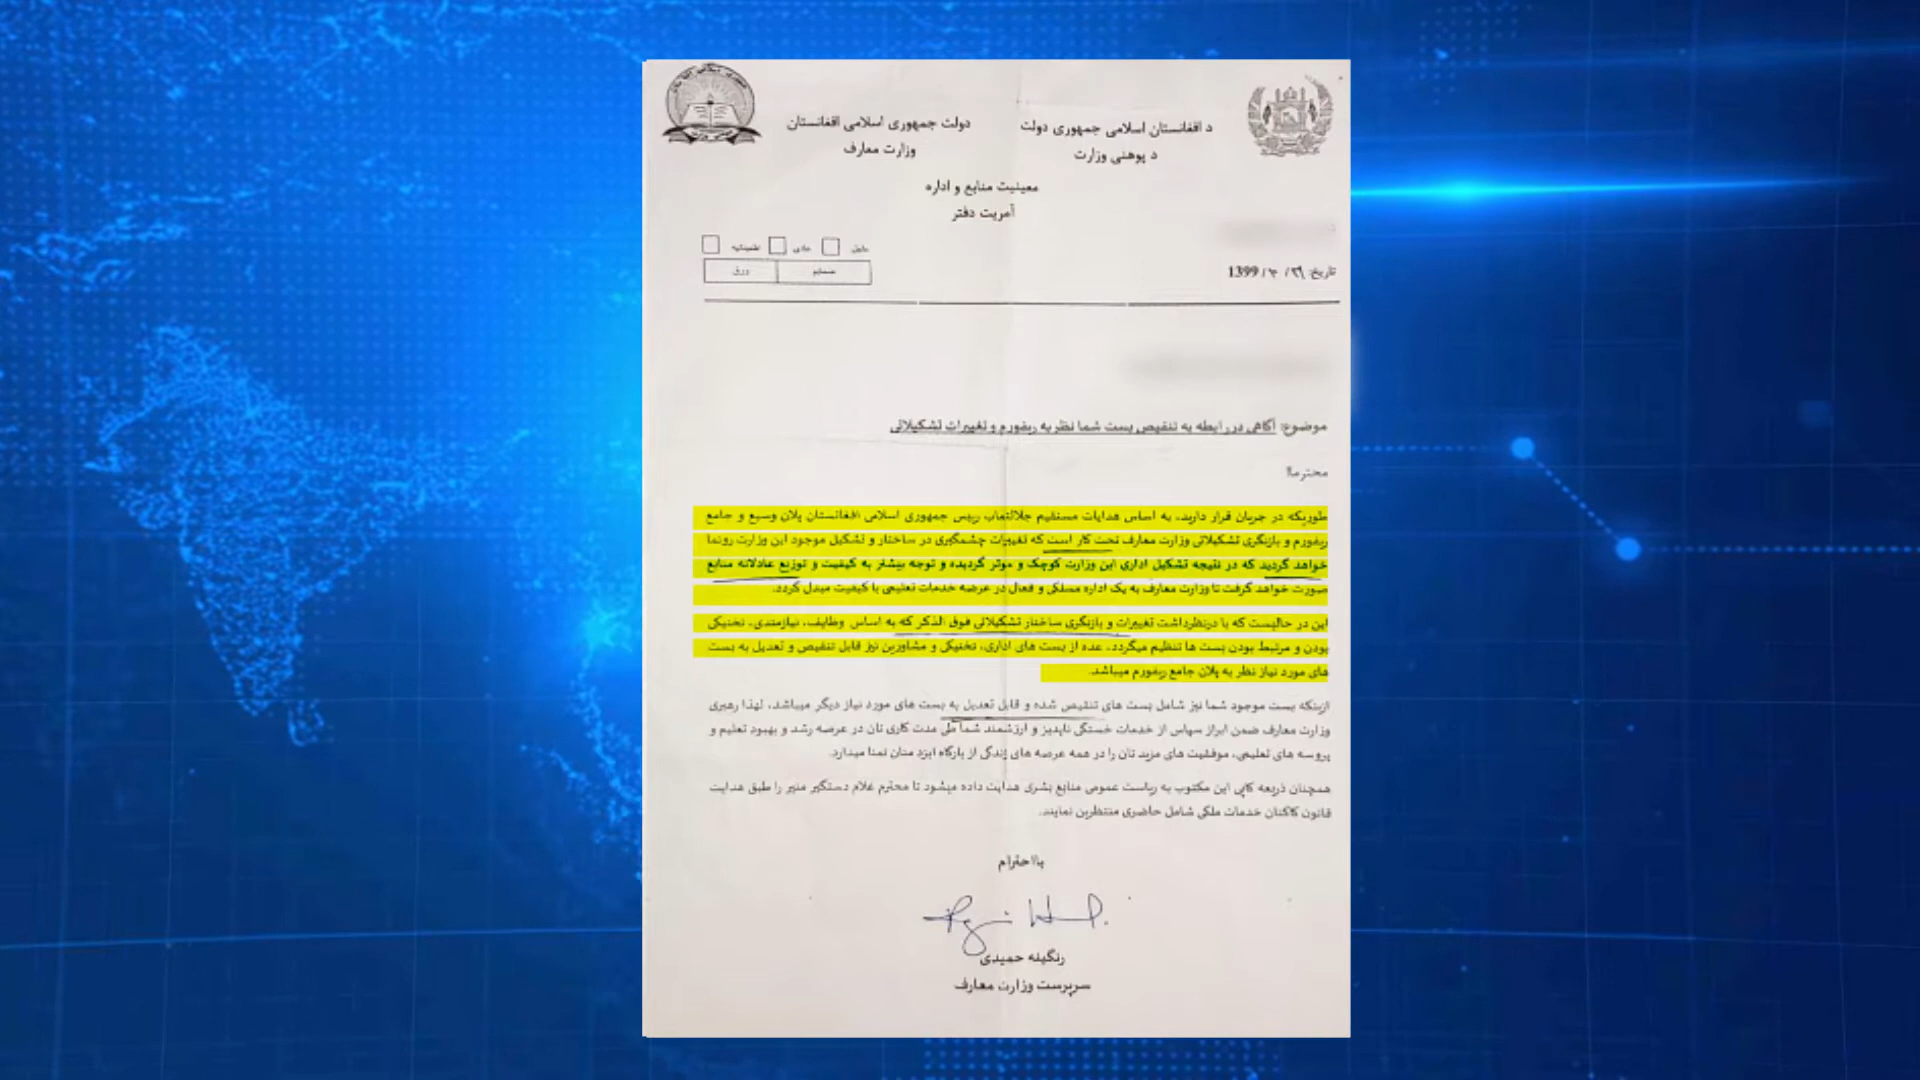 د افغانستان اسلامی جمهوری دولت
د پوهنی وزارت
دولت جمهوری اسلامی افغانستان
وزارت معارف
معینیت منابع و اداره
آمریت دفتر
عادی اطمینانیه
ضمایم ورق
تاریخ: 1399
موضوع: آگاهی در رابطه به تنقیص بست شما نظر به ریفورم و تغییرات تشکیلاتی
محترما!
طوریکه در جریان قرار دارید، به اساس هدایات مستقیم جلالتماب رییس جمهوری اسلامی افغانستان پلان وسیع و جامع
ریفورم و بازنگری تشکیلاتی وزارت معارف تحت کار است که تغییرات چشمگیری در ساختار و تشکیل موجود این وزارت رونما
خواهد گردید که در نتیجه تشکیل اداری این وزارت کوچک و موثر گردیده و توجه بیشتر به کیفیت و توزیع عادلانه منابع
صورت خواهد گرفت تا وزارت معارف به یک اداره مسلکی و فعال در عرضه خدمات تعلیمی با کیفیت مبدل گردد.
این در حالیست که با درنظرداشت تغییرات و بازنگری ساختار تشکیلاتی فوق الذکر که به اساس وظایف، نیازمندی، تخنیکی
بودن و مرتبط بودن بست ها تنظیم میگردد، عده از بست های اداری، تخنیکی و مشاورین نیز قابل تنقیص و تعدیل به بست
های مورد نیاز نظر به پلان جامع ریفورم میباشد.
ازینکه بست موجود شما نیز شامل بست های تنقیص شده و قابل تعدیل به بست های مورد نیاز دیگر میباشد، لهذا رهبری
وزارت معارف ضمن ابراز سپاس از خدمات خستگی ناپذیر و ارزشمند شما طی مدت کاری تان در عرصه رشد و بهبود تعلیم و
پروسه های تعلیمی، موفقیت های مزید تان را در همه عرصه های زندگی از بارگاه ایزد منان تمنا میدارد.
همچنان ذریعه کاپی این مکتوب به ریاست عمومی منابع بشری هدایت داده میشود تا محترم غلام دستگیر منیر را طبق هدایت
قانون کاکنان خدمات ملکی شامل حاضری منتظرین نمایند.
بااحترام
رنگینه حمیدی
سرپرست وزارت معارف